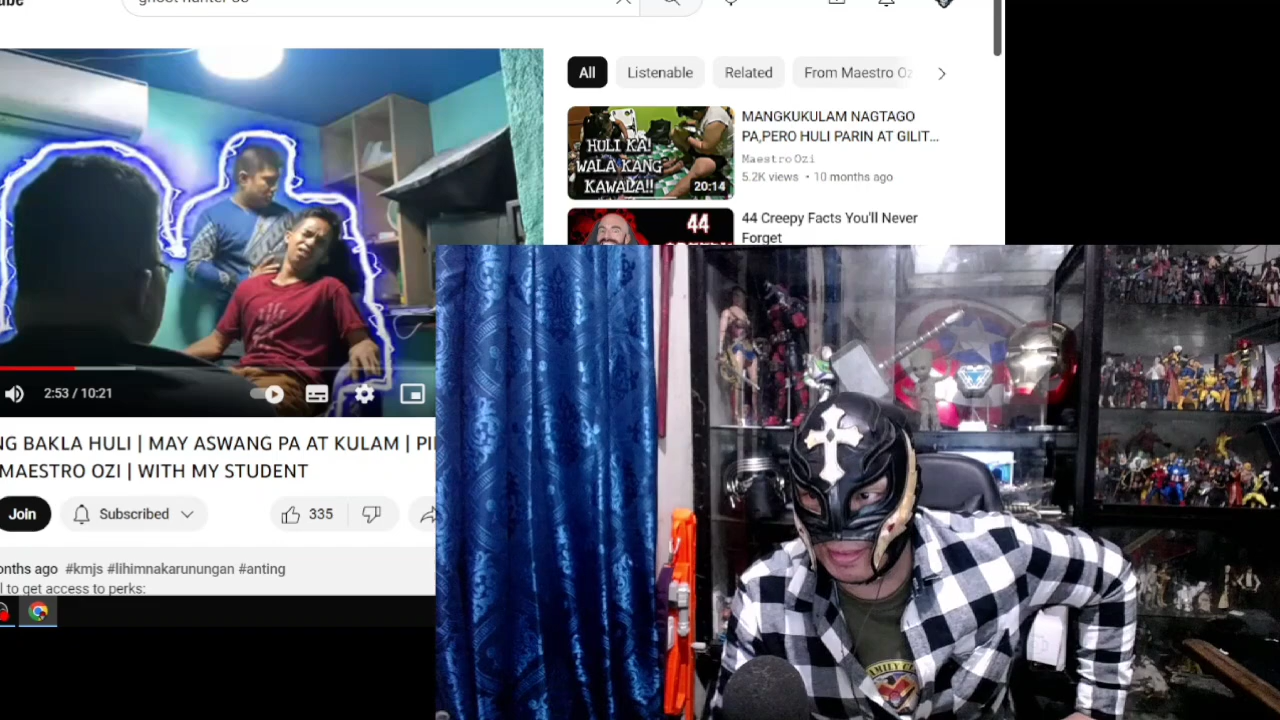 All
Listenable
Related
From Maestro
MANGKUKULAM NAGTAGO
PA,PERO HULI PARIN AT GILIT...
Maestro Ozi
5.2K views • 10 months ago
HULI KA!
WALA KANG
KAWALA!!
20:14
44 Creepy Facts You'll Never
Forget
44
2:53 / 10:21
BAKLA HULI | MAY ASWANG PA AT KULAM |
MAESTRO OZI | WITH MY STUDENT
Join
Subscribed
335
ago #kmjs #lihimnakarunungan #anting
to get access to perks: